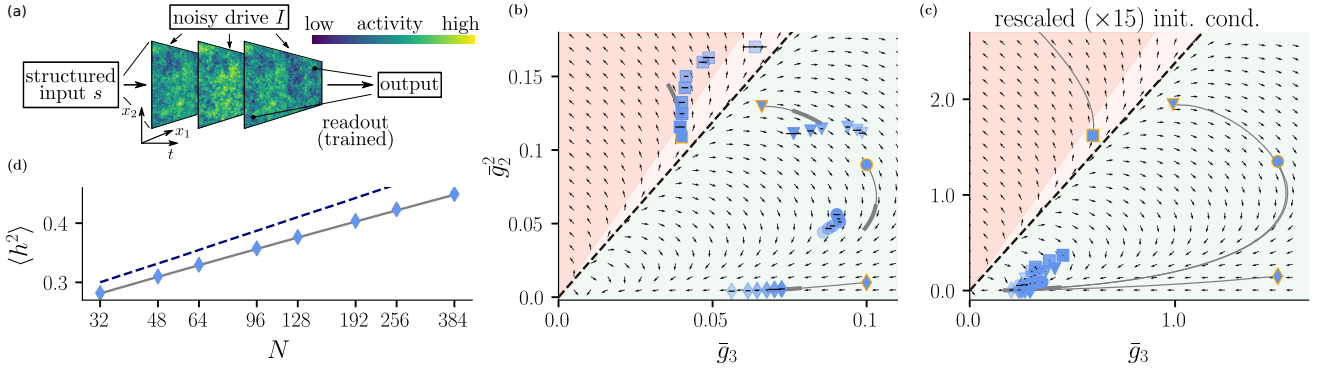 (a)
noisy drive I
low activity high
structured
input s
output
x₂
x₁
t
readout
(trained)
(b)
ḡ₂²
0.15
0.10
0.05
0.0
0.0 0.05 0.1
ḡ₃
(c) rescaled (×15) init. cond.
2.0
1.0
0.0
0.0 1.0
ḡ₃
(d)
⟨h²⟩
0.4
0.3
32 48 64 96 128 192 256 384
N